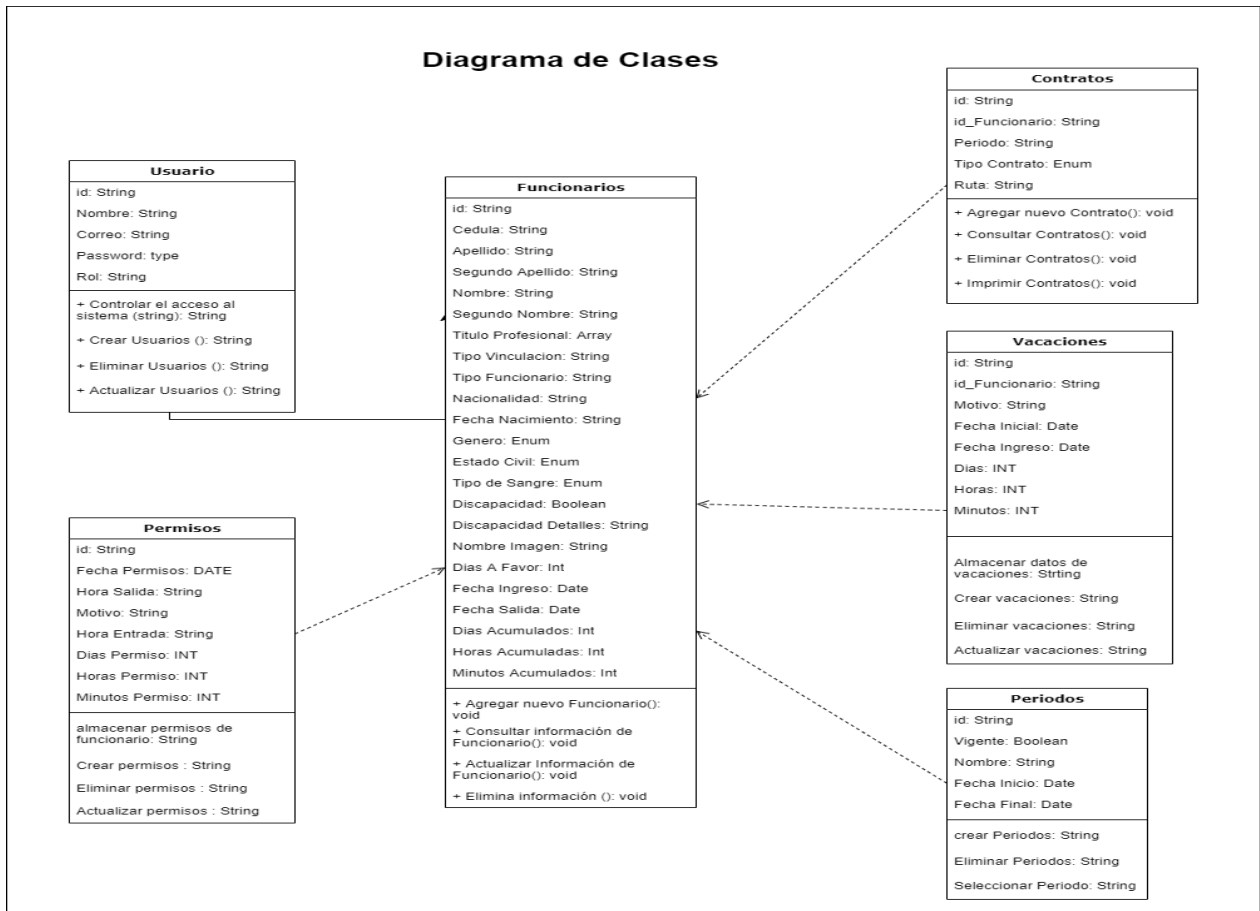 Diagrama de Clases
Usuario
id: String
Nombre: String
Correo: String
Password: type
Rol: String
+ Controlar el acceso al
sistema (string): String
+ Crear Usuarios (): String
+ Eliminar Usuarios (): String
+ Actualizar Usuarios (): String
Permisos
id: String
Fecha Permisos: DATE
Hora Salida: String
Motivo: String
Hora Entrada: String
Dias Permiso: INT
Horas Permiso: INT
Minutos Permiso: INT
almacenar permisos de
funcionario: String
Crear permisos : String
Eliminar permisos : String
Actualizar permisos : String
Funcionarios
id: String
Cedula: String
Apellido: String
Segundo Apellido: String
Nombre: String
Segundo Nombre: String
Titulo Profesional: Array
Tipo Vinculacion: String
Tipo Funcionario: String
Nacionalidad: String
Fecha Nacimiento: String
Genero: Enum
Estado Civil: Enum
Tipo de Sangre: Enum
Discapacidad: Boolean
Discapacidad Detalles: String
Nombre Imagen: String
Dias A Favor: Int
Fecha Ingreso: Date
Fecha Salida: Date
Dias Acumulados: Int
Horas Acumuladas: Int
Minutos Acumulados: Int
+ Agregar nuevo Funcionario():
void
+ Consultar información de
Funcionario(): void
+ Actualizar Información de
Funcionario(): void
+ Elimina información (): void
Contratos
id: String
id_Funcionario: String
Periodo: String
Tipo Contrato: Enum
Ruta: String
+ Agregar nuevo Contrato(): void
+ Consultar Contratos(): void
+ Eliminar Contratos(): void
+ Imprimir Contratos(): void
Vacaciones
id: String
id_Funcionario: String
Motivo: String
Fecha Inicial: Date
Fecha Ingreso: Date
Dias: INT
Horas: INT
Minutos: INT
Almacenar datos de
vacaciones: Strting
Crear vacaciones: String
Eliminar vacaciones: String
Actualizar vacaciones: String
Periodos
id: String
Vigente: Boolean
Nombre: String
Fecha Inicio: Date
Fecha Final: Date
crear Periodos: String
Eliminar Periodos: String
Seleccionar Periodo: String